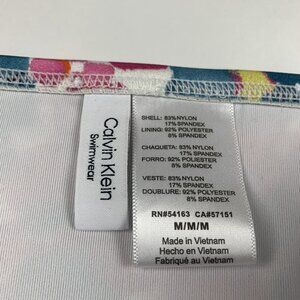 Calvin Klein
Swimwear
SHELL: 83% NYLON
17% SPANDEX
LINING: 92% POLYESTER
8% SPANDEX
CHAQUETA: 83% NYLON
17% SPANDEX
FORRO: 92% POLYESTER
8% SPANDEX
VESTE: 83% NYLON
17% SPANDEX
DOUBLURE: 92% POLYESTER
8% SPANDEX
RN#54163 CA#57151
M/M/M
Made in Vietnam
Hecho en Vietnam
Fabriqué au Vietnam